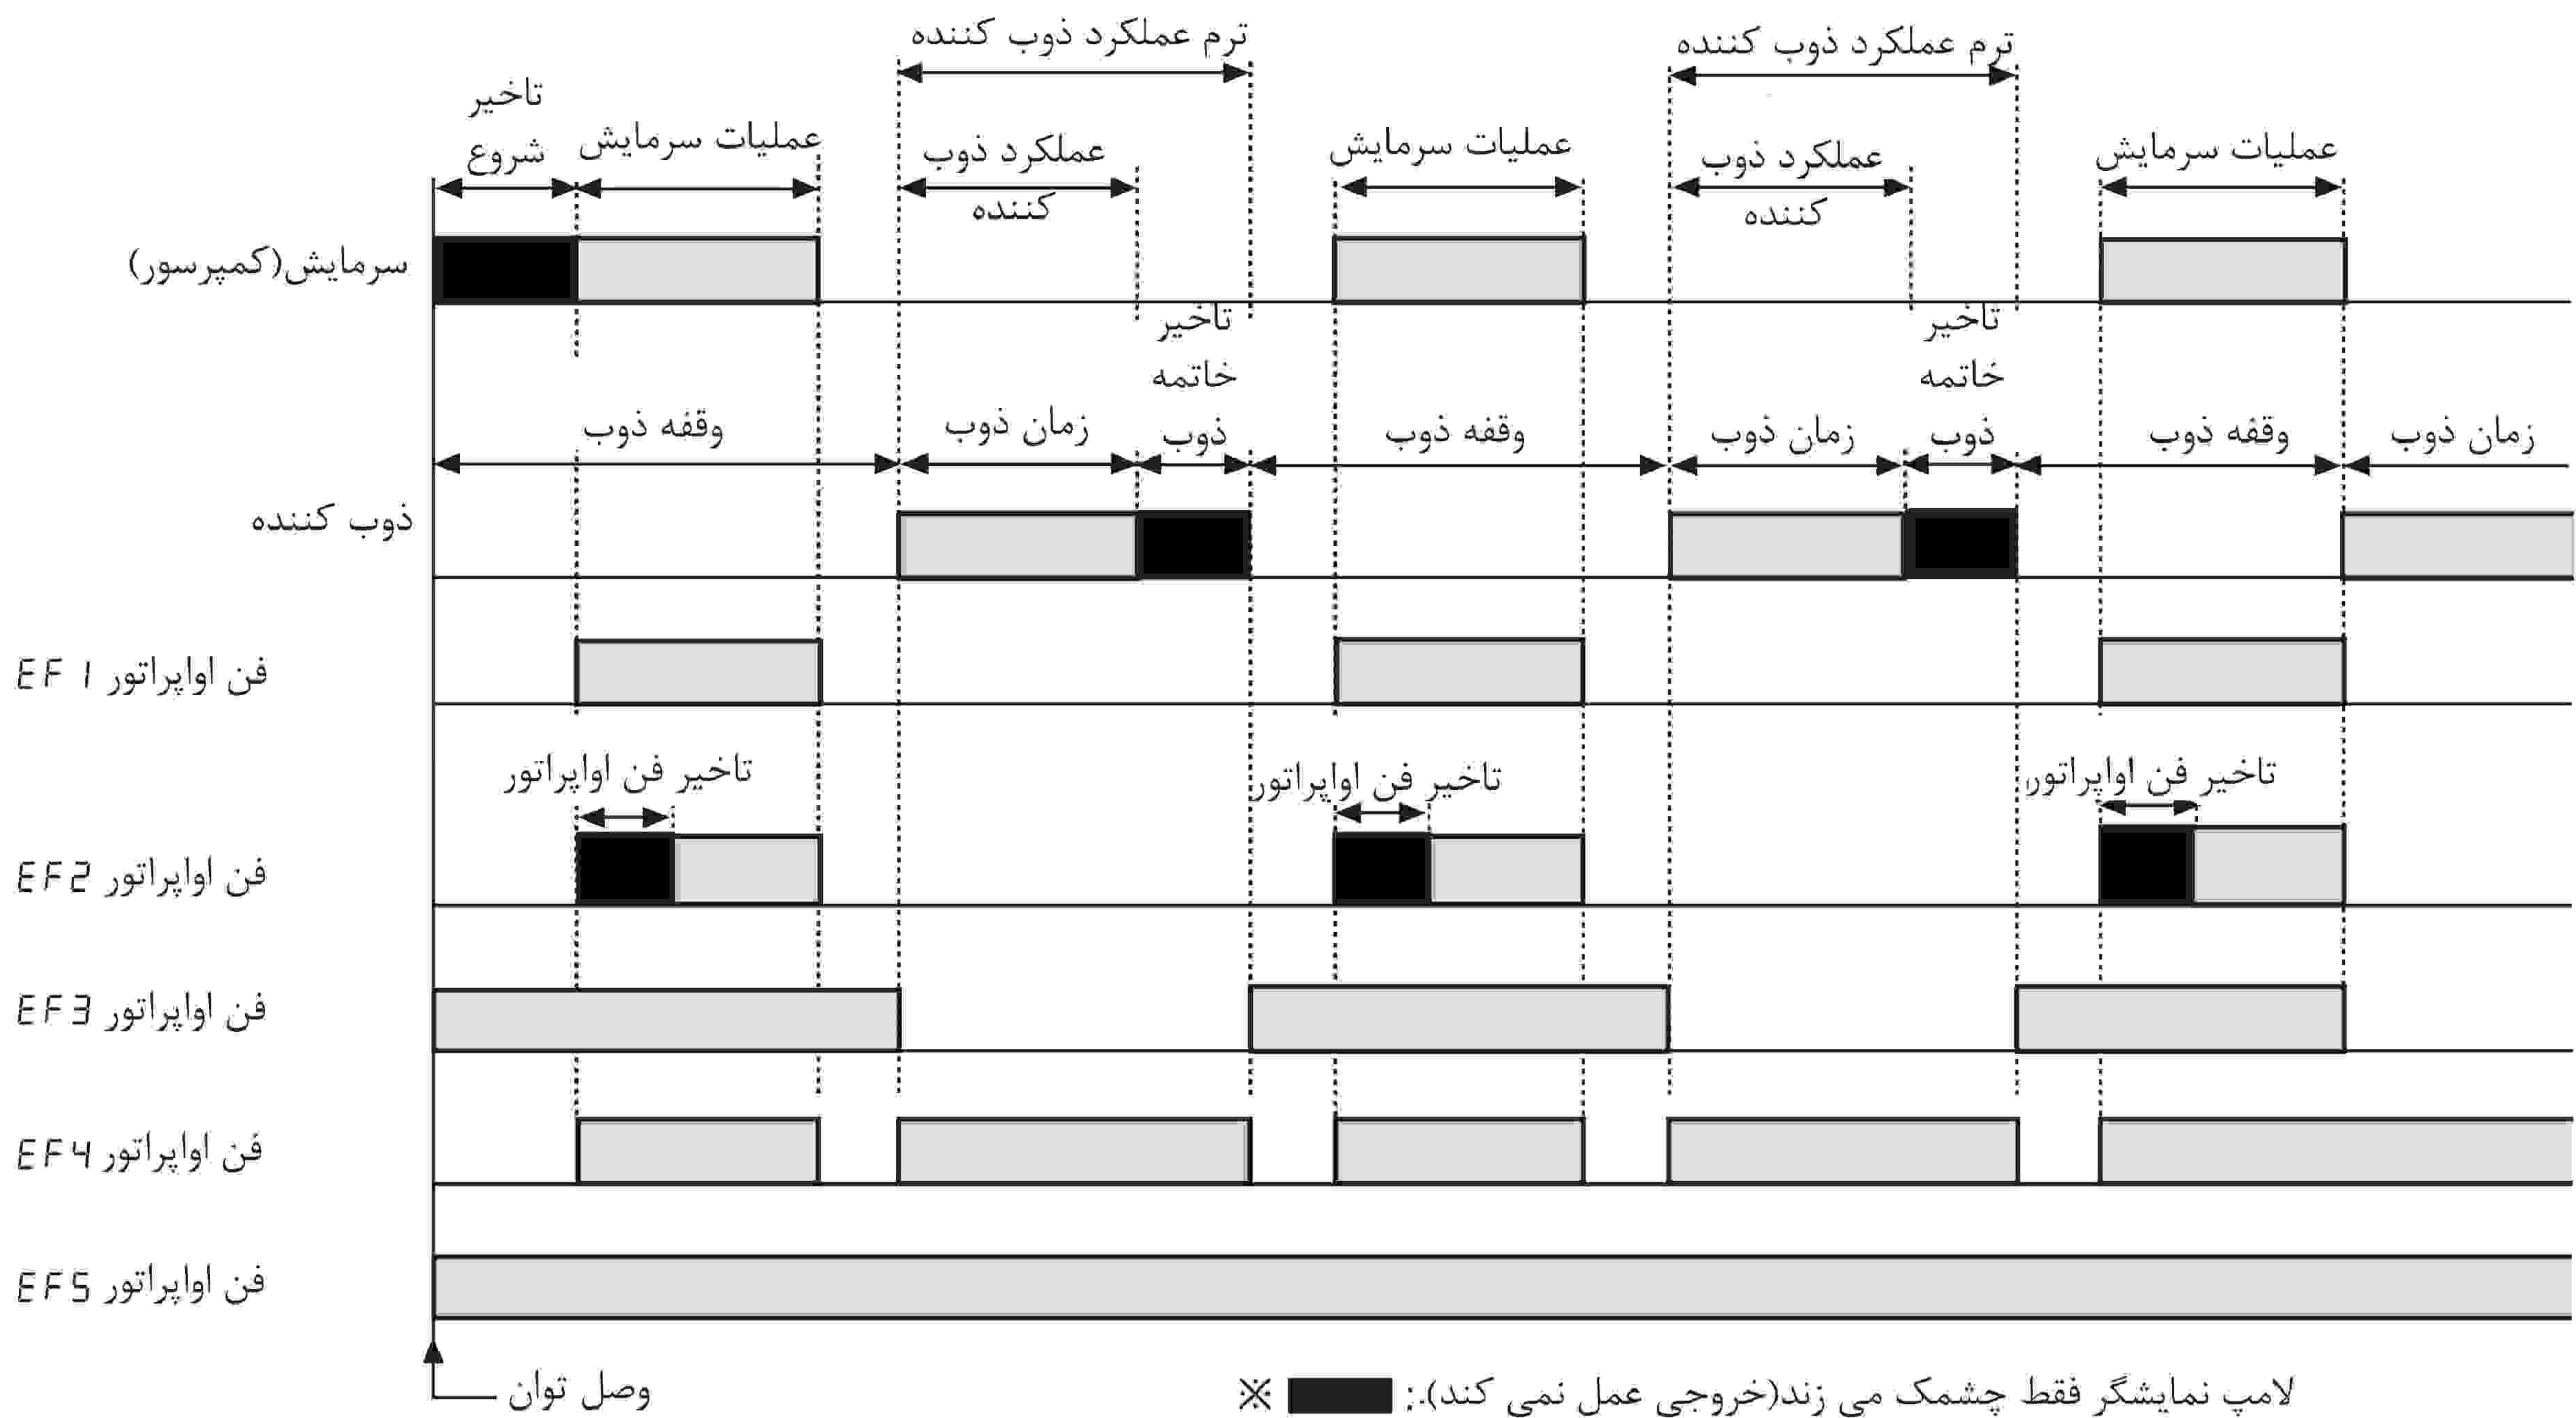 ترم عملکرد ذوب کننده
ترم عملکرد ذوب کننده
تاخیر
شروع
عملیات سرمایش
عملکرد ذوب
کننده
عملیات سرمایش
عملکرد ذوب
کننده
عملیات سرمایش
سرمایش(کمپرسور)
تاخیر
خاتمه
ذوب
تاخیر
خاتمه
ذوب
وقفه ذوب
زمان ذوب
وقفه ذوب
زمان ذوب
وقفه ذوب
زمان ذوب
ذوب کننده
فن اواپراتور EF1
تاخیر فن اواپراتور
تاخیر فن اواپراتور
تاخیر فن اواپراتور
فن اواپراتور EF2
فن اواپراتور EF3
فن اواپراتور EF4
فن اواپراتور EF5
وصل توان
※ ;.لامپ نمایشگر فقط چشمک می زند(خروجی عمل نمی کند)